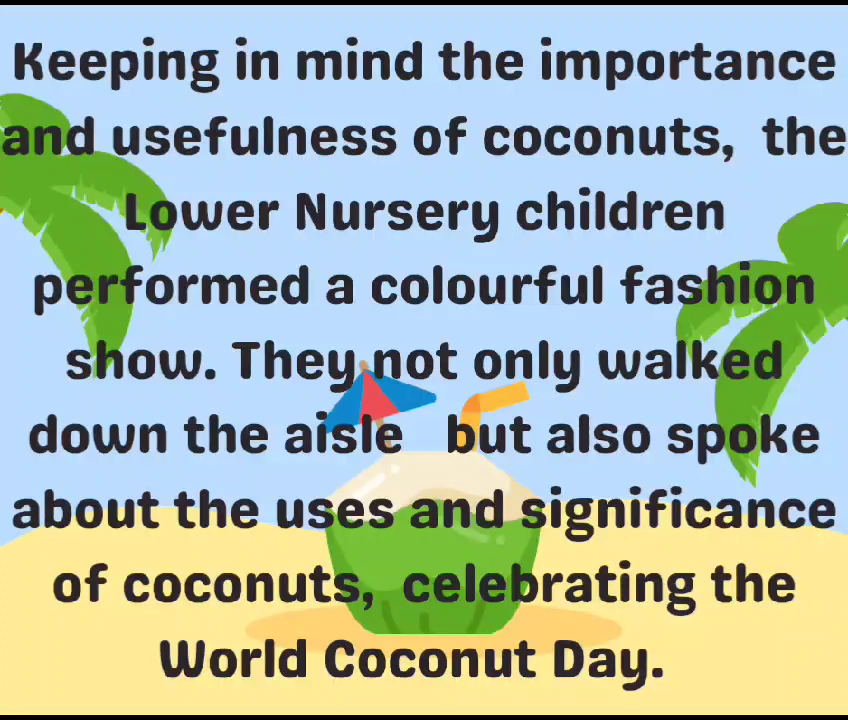 Keeping in mind the importance
and usefulness of coconuts, the
Lower Nursery children
performed a colourful fashion
show. They not only walked
down the aisle but also spoke
about the uses and significance
of coconuts, celebrating the
World Coconut Day.